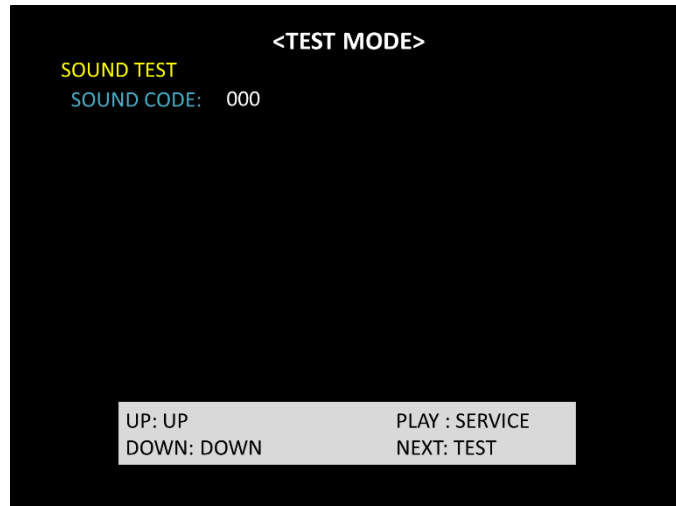 <TEST MODE>
SOUND TEST
SOUND CODE: 000
UP: UP PLAY : SERVICE
DOWN: DOWN NEXT: TEST